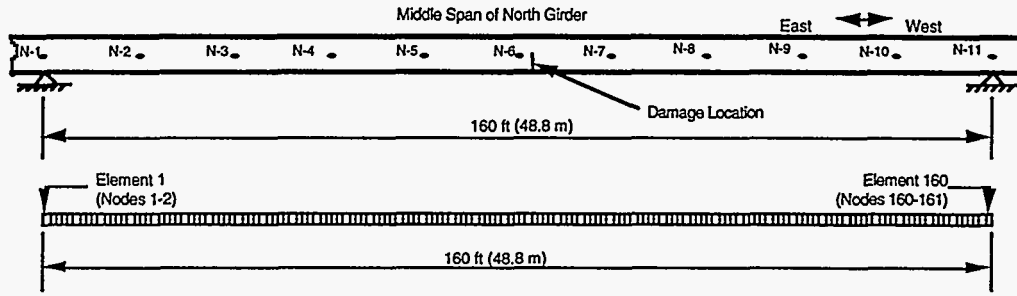 Middle Span of North Girder
East West
N-1 N-2 N-3 N-4 N-5 N-6 N-7 N-8 N-9 N-10 N-11
Damage Location
160 ft (48.8 m)
Element 1
(Nodes 1-2)
Element 160
(Nodes 160-161)
160 ft (48.8 m)